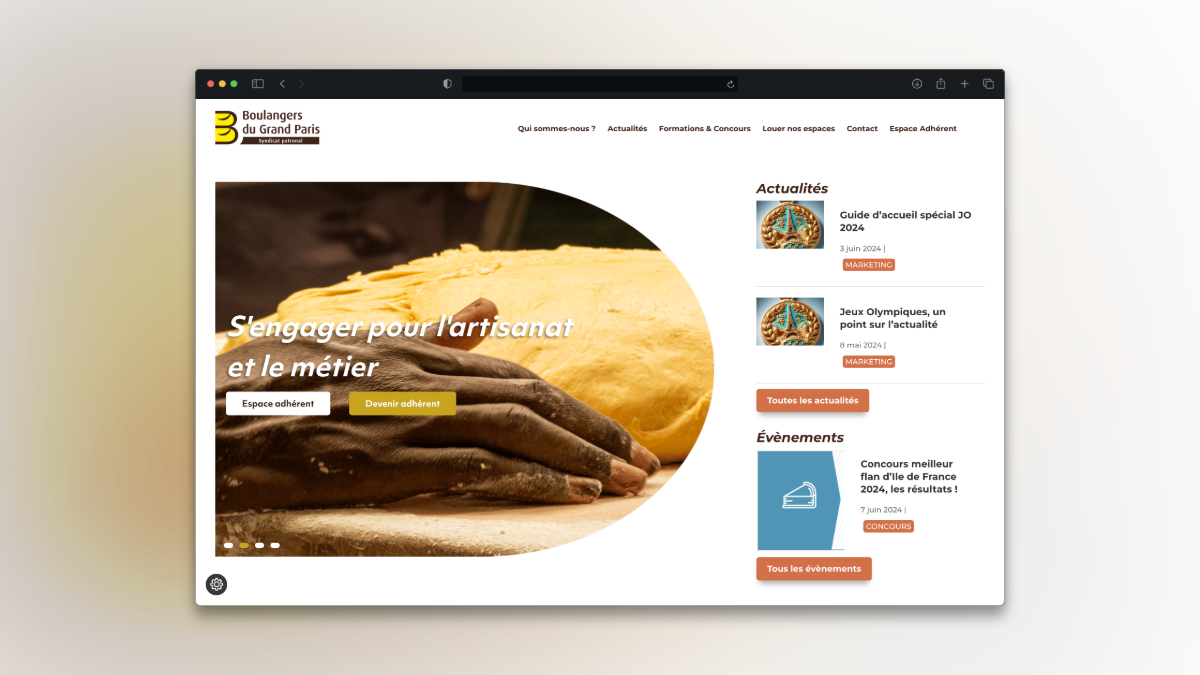 Boulangers
du Grand Paris
Syndicat patronal
Qui sommes-nous ? Actualités Formations & Concours Louer nos espaces Contact Espace Adhérent
S'engager pour l'artisanat
et le métier
Espace adhérent Devenir adhérent
Actualités
Guide d’accueil spécial JO
2024
3 juin 2024 |
MARKETING
Jeux Olympiques, un
point sur l’actualité
8 mai 2024 |
MARKETING
Toutes les actualités
Évènements
Concours meilleur
flan d’Ile de France
2024, les résultats !
7 juin 2024 |
CONCOURS
Tous les évènements